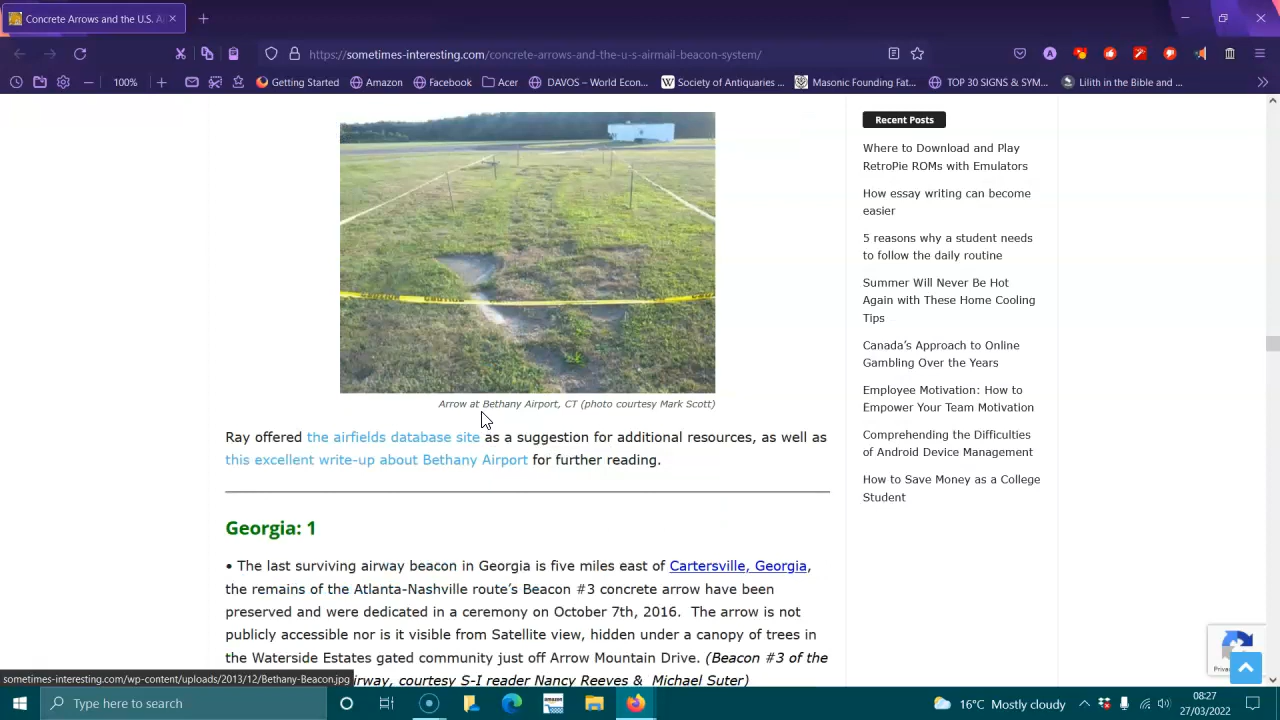 Concrete Arrows and the U.S. A
https://sometimes-interesting.com/concrete-arrows-and-the-u-s-airmail-beacon-system/
100%
Getting Started
Amazon
Facebook
Acer
DAVOS – World Econ...
Society of Antiquaries ...
Masonic Founding Fat...
TOP 30 SIGNS & SYM...
Lilith in the Bible and ...
CAUTION CAUTION
Arrow at Bethany Airport, CT (photo courtesy Mark Scott)
Ray offered the airfields database site as a suggestion for additional resources, as well as
this excellent write-up about Bethany Airport for further reading.
Georgia: 1
• The last surviving airway beacon in Georgia is five miles east of Cartersville, Georgia,
the remains of the Atlanta-Nashville route's Beacon #3 concrete arrow have been
preserved and were dedicated in a ceremony on October 7th, 2016. The arrow is not
publicly accessible nor is it visible from Satellite view, hidden under a canopy of trees in
the Waterside Estates gated community just off Arrow Mountain Drive. (Beacon #3 of the
irway, courtesy S-I reader Nancy Reeves & Michael Suter)
Recent Posts
Where to Download and Play
RetroPie ROMs with Emulators
How essay writing can become
easier
5 reasons why a student needs
to follow the daily routine
Summer Will Never Be Hot
Again with These Home Cooling
Tips
Canada's Approach to Online
Gambling Over the Years
Employee Motivation: How to
Empower Your Team Motivation
Comprehending the Difficulties
of Android Device Management
How to Save Money as a College
Student
sometimes-interesting.com/wp-content/uploads/2013/12/Bethany-Beacon.jpg
Type here to search
amazon
16°C Mostly cloudy
08:27
27/03/2022